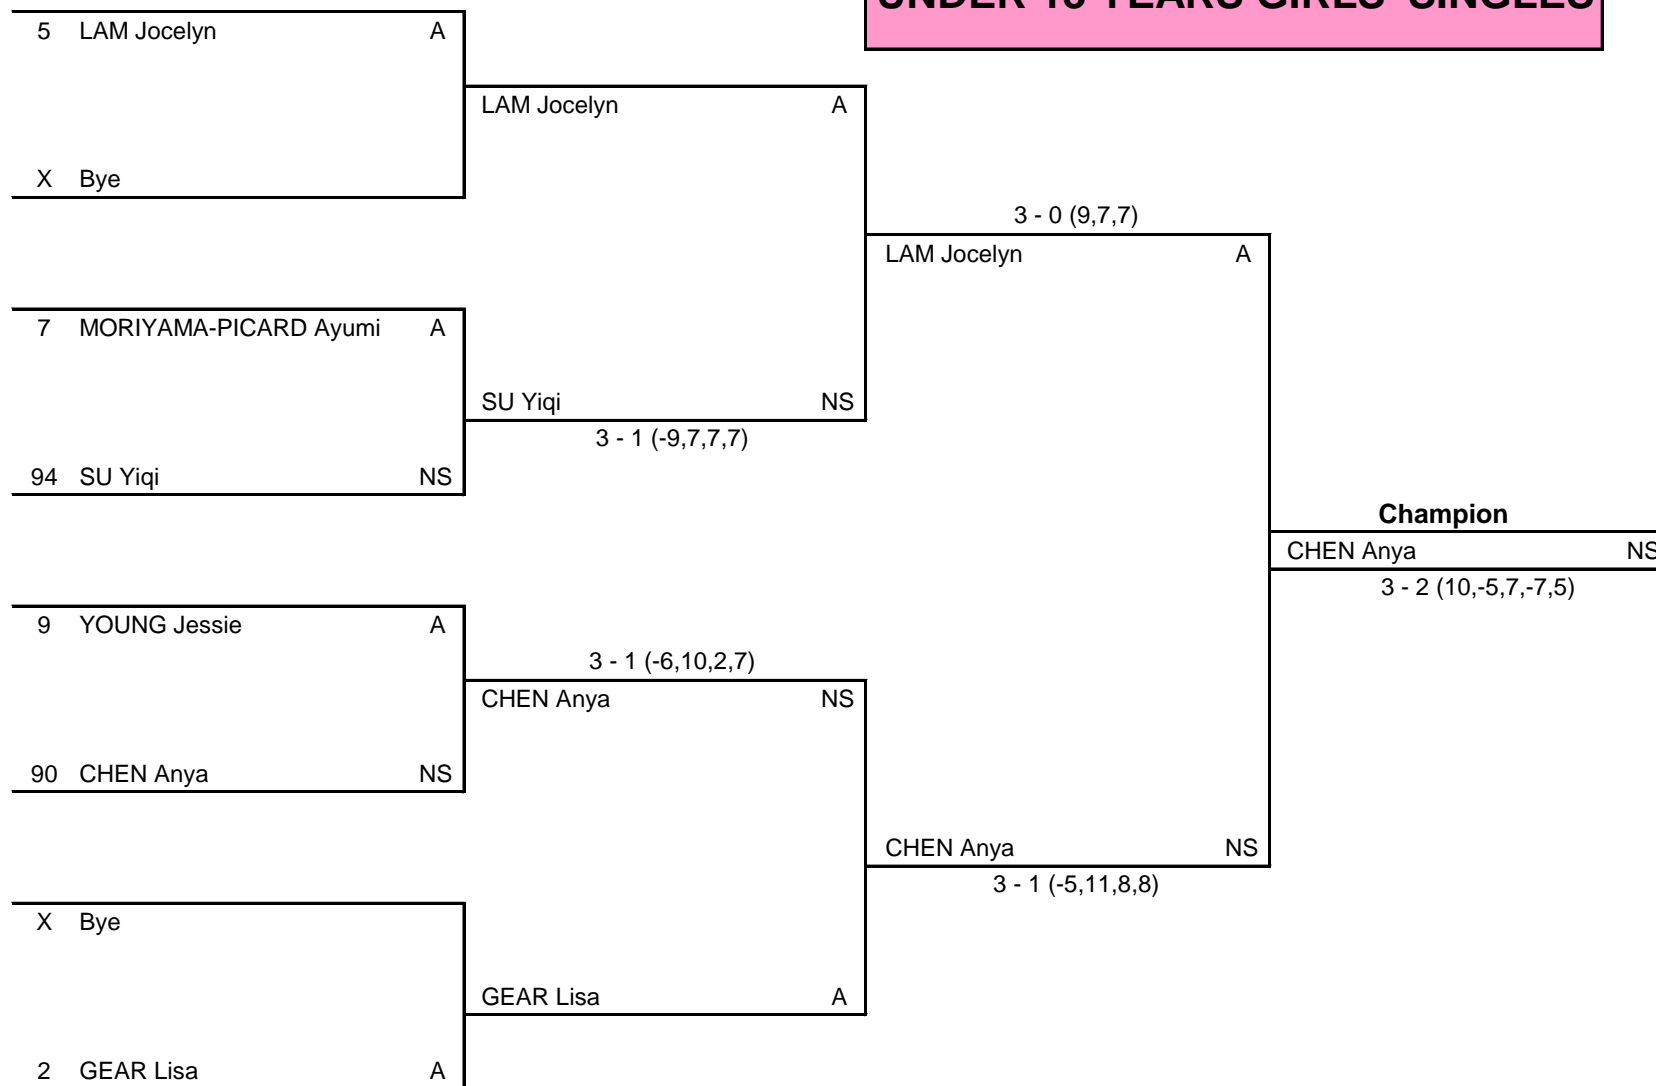 UNDER YEARS GIRLS SINGLES
5 LAM Jocelyn A
LAM Jocelyn A
X Bye
3 - 0 (9,7,7)
LAM Jocelyn A
7 MORIYAMA-PICARD Ayumi A
SU Yiqi NS
3 - 1 (-9,7,7,7)
94 SU Yiqi NS
Champion
CHEN Anya NS
3 - 2 (10,-5,7,-7,5)
9 YOUNG Jessie A
3 - 1 (-6,10,2,7)
CHEN Anya NS
90 CHEN Anya NS
CHEN Anya NS
3 - 1 (-5,11,8,8)
X Bye
GEAR Lisa A
2 GEAR Lisa A